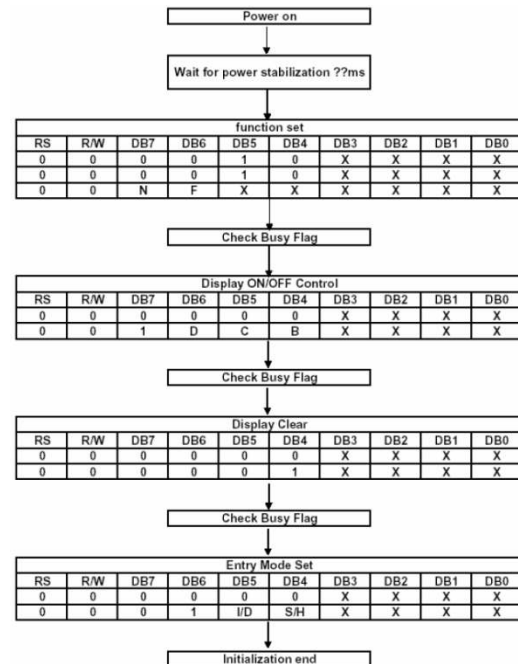 Power on
Wait for power stabilization ??ms
function set
RS R/W DB7 DB6 DB5 DB4 DB3 DB2 DB1 DB0
0 0 0 0 1 0 X X X X
0 0 0 0 1 0 X X X X
0 0 N F X X X X X X
Check Busy Flag
Display ON/OFF Control
RS R/W DB7 DB6 DB5 DB4 DB3 DB2 DB1 DB0
0 0 0 0 0 0 X X X X
0 0 1 D C B X X X X
Check Busy Flag
Display Clear
RS R/W DB7 DB6 DB5 DB4 DB3 DB2 DB1 DB0
0 0 0 0 0 0 X X X X
0 0 0 0 0 1 X X X X
Check Busy Flag
Entry Mode Set
RS R/W DB7 DB6 DB5 DB4 DB3 DB2 DB1 DB0
0 0 0 0 0 0 X X X X
0 0 0 1 I/D S/H X X X X
Initialization end